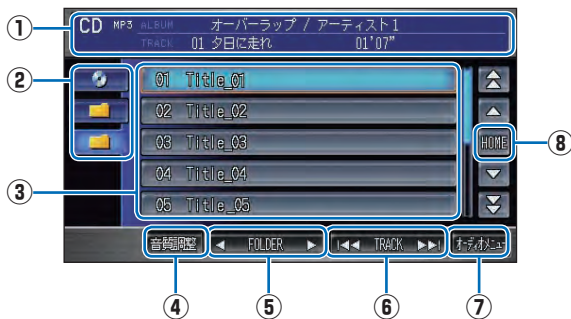 ①
CD MP3 ALBUM オーバーラップ / アーティスト1
TRACK 01 夕日に走れ 01'07"
②
01 Title_01
02 Title_02
HOME
⑧
03 Title_03
③
04 Title_04
05 Title_05
音質調整 FOLDER TRACK オーディオメニュー
④ ⑤ ⑥ ⑦